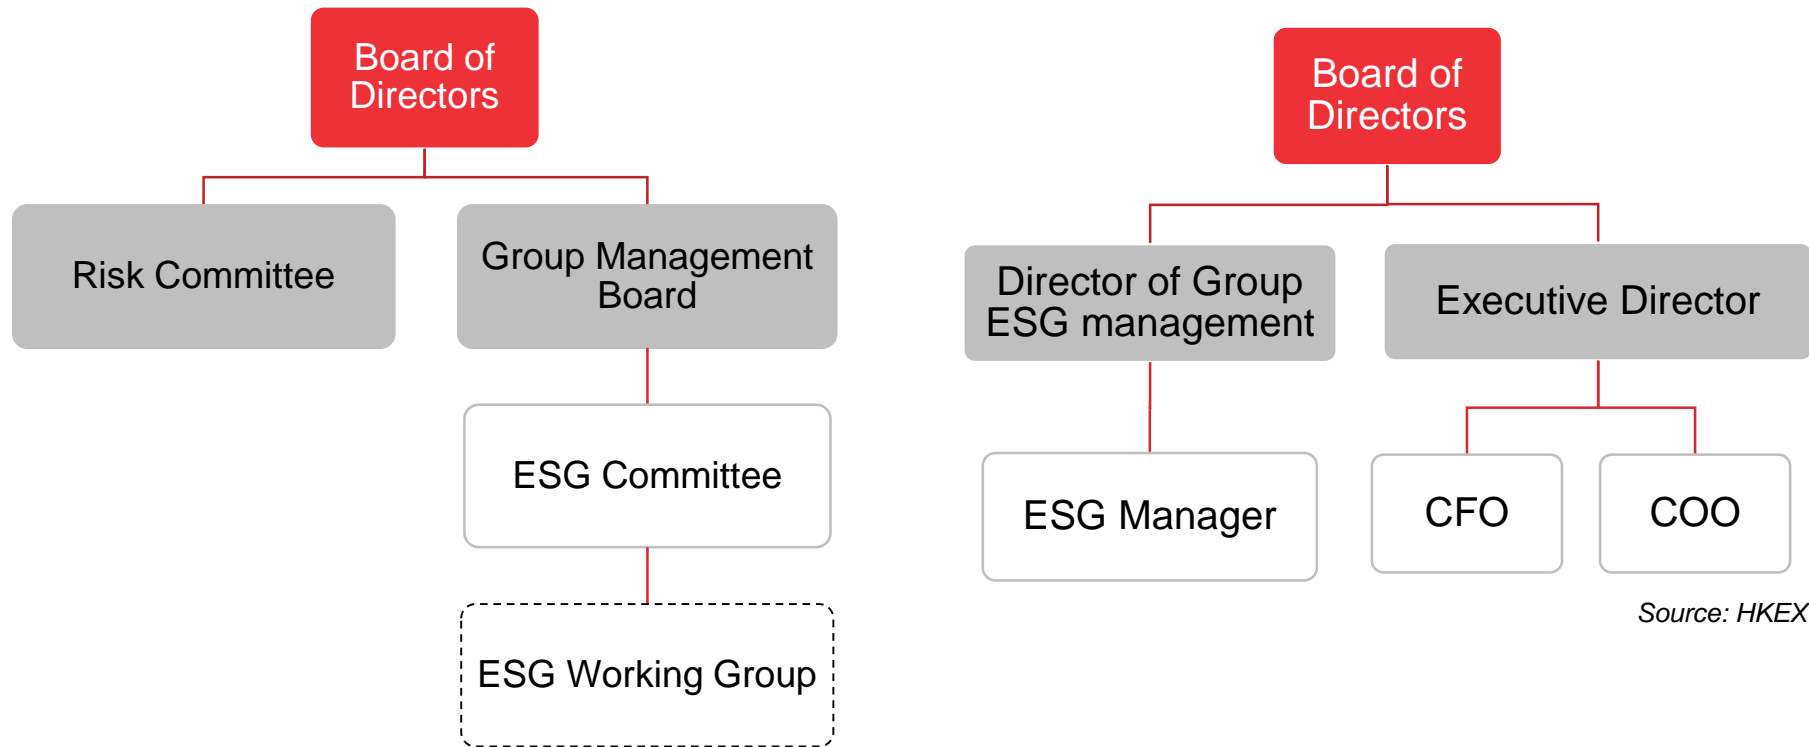 Board of
Directors
Risk Committee
Group Management
Board
ESG Committee
ESG Working Group
Board of
Directors
Director of Group
ESG management
Executive Director
ESG Manager
CFO
COO
Source: HKEX